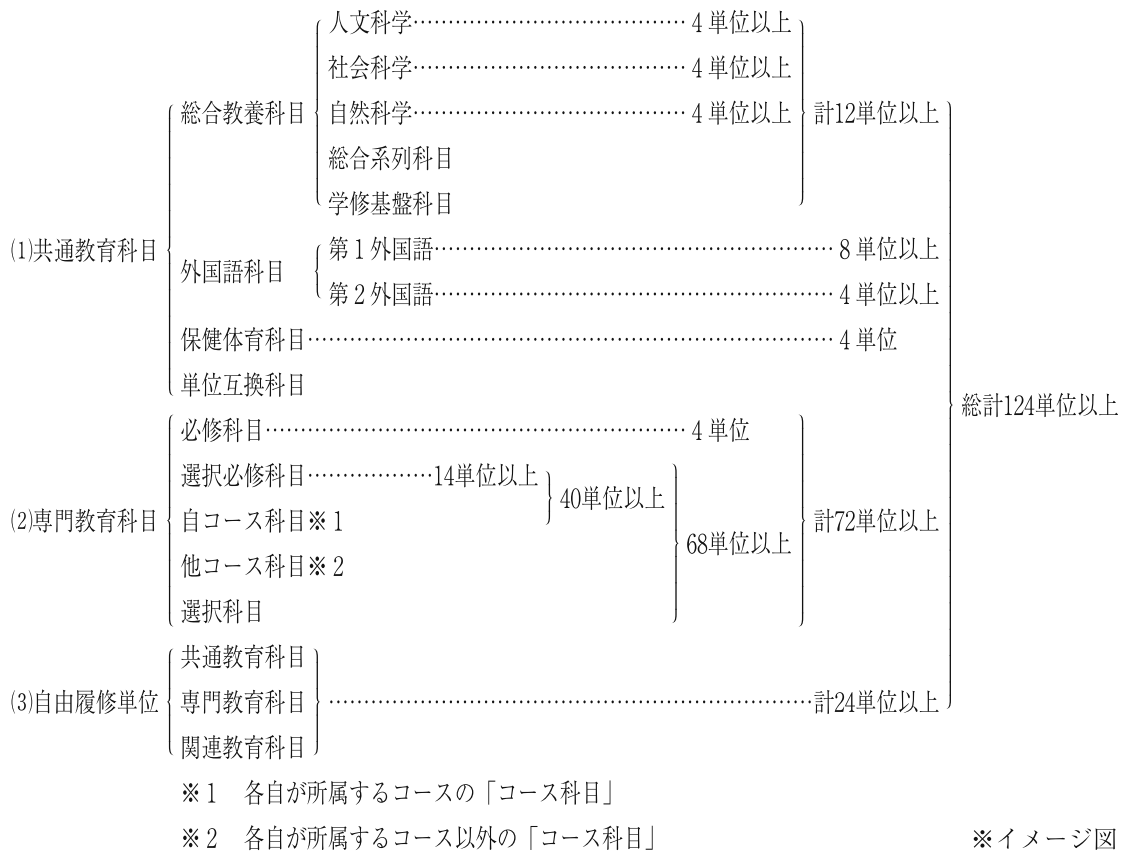 人文科学……………………………………4単位以上
社会科学……………………………………4単位以上
総合教養科目 自然科学……………………………………4単位以上 計12単位以上
総合系列科目
学修基盤科目
(1)共通教育科目
外国語科目
第1外国語……………………………………………………8単位以上
第2外国語……………………………………………………4単位以上
保健体育科目………………………………………………………………4単位
単位互換科目
総計124単位以上
必修科目……………………………………………………4単位
選択必修科目………………14単位以上
40単位以上
(2)専門教育科目 自コース科目※1 計72単位以上
68単位以上
他コース科目※2
選択科目
共通教育科目
(3)自由履修単位 専門教育科目 ……………………………………………………………計24単位以上
関連教育科目
※1 各自が所属するコースの「コース科目」
※2 各自が所属するコース以外の「コース科目」 ※イメージ図